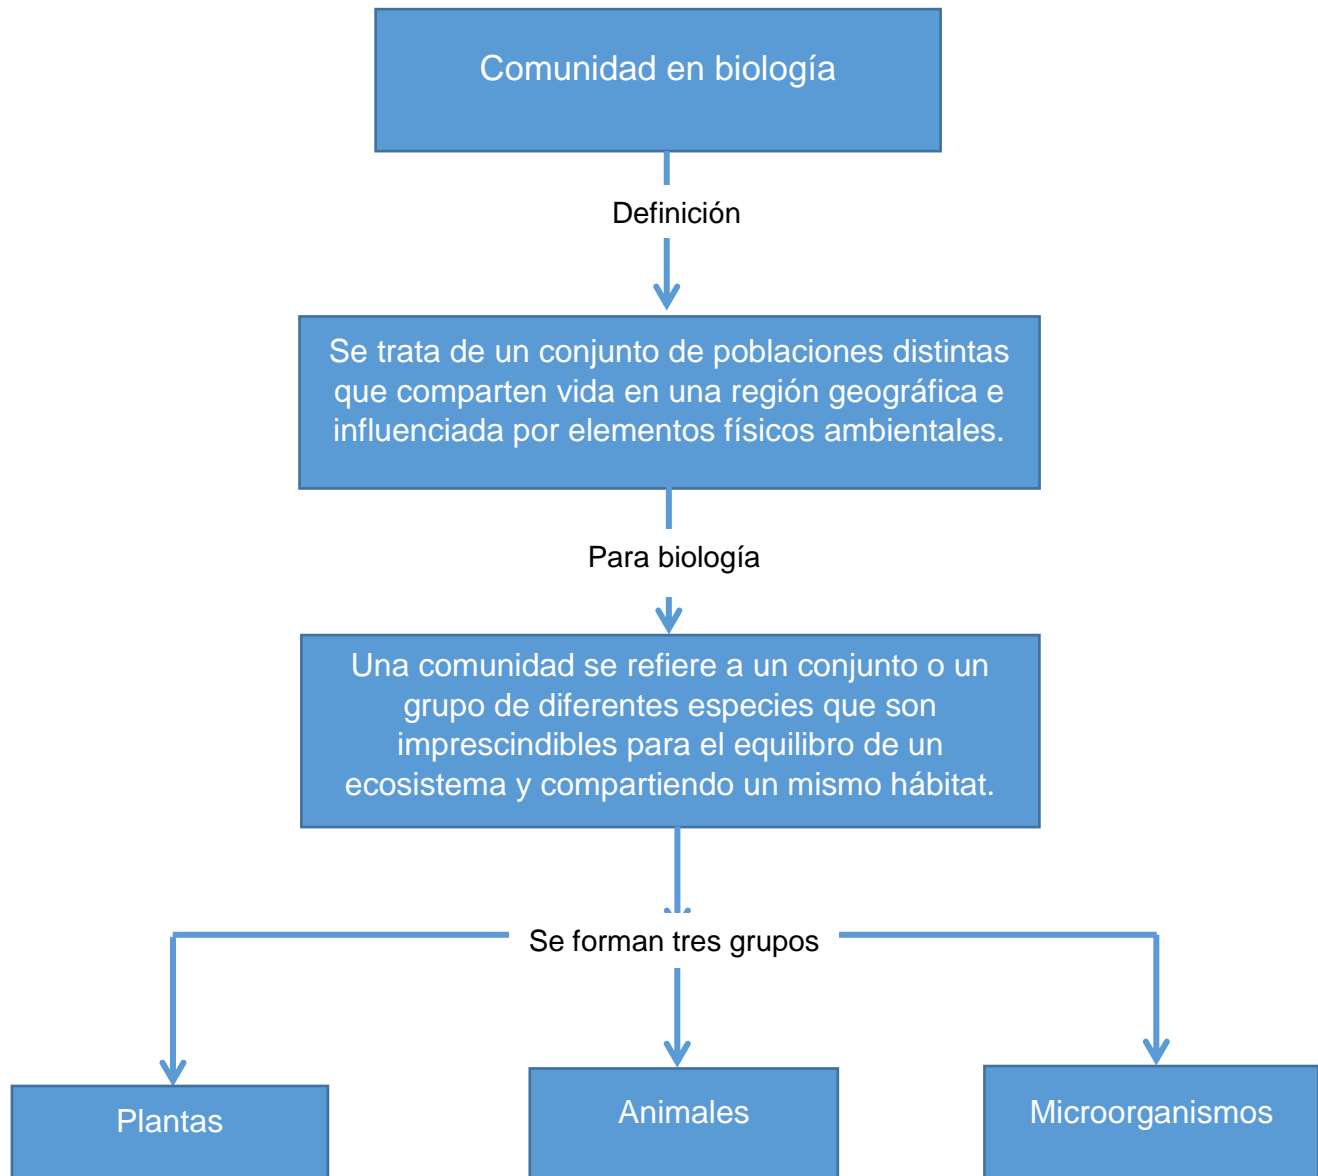 Comunidad en biología
Definición
Se trata de un conjunto de poblaciones distintas
que comparten vida en una región geográfica e
influenciada por elementos físicos ambientales.
Para biología
Una comunidad se refiere a un conjunto o un
grupo de diferentes especies que son
imprescindibles para el equilibro de un
ecosistema y compartiendo un mismo hábitat.
Se forman tres grupos
Plantas
Animales
Microorganismos